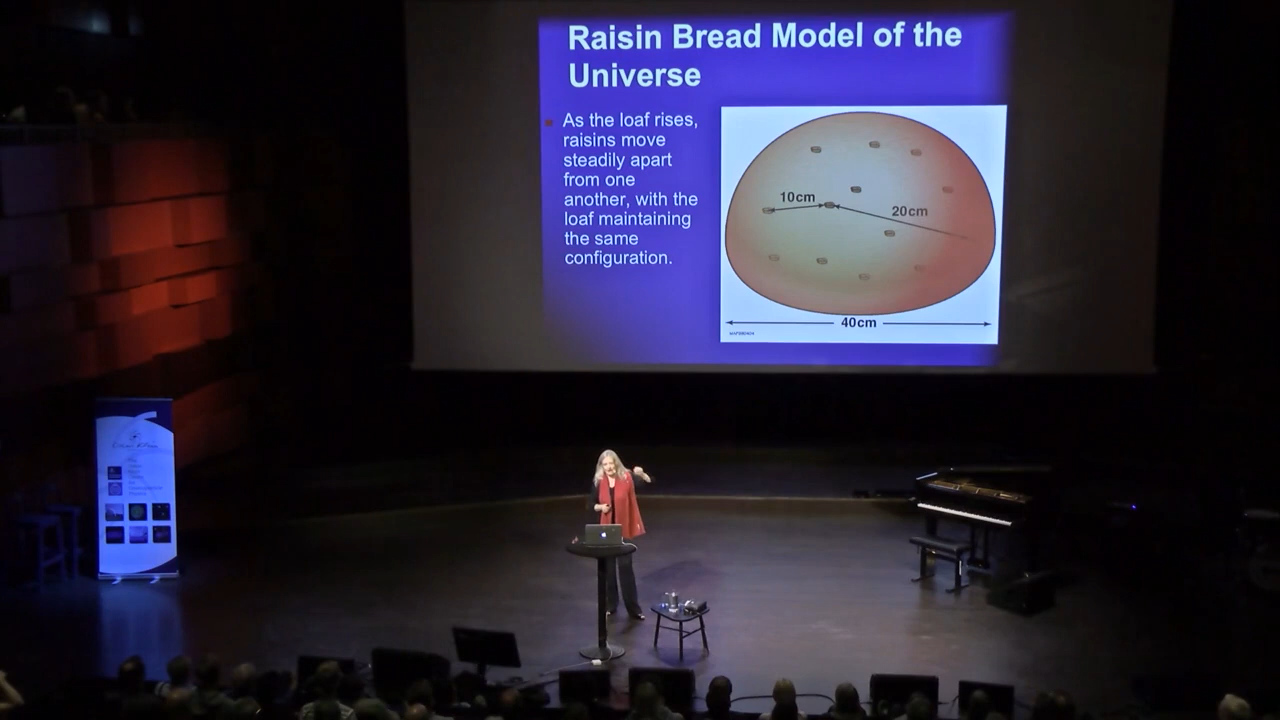 Raisin Bread Model of the
Universe
As the loaf rises,
raisins move
steadily apart
from one
another, with the
loaf maintaining
the same
configuration.
10cm
20cm
40cm